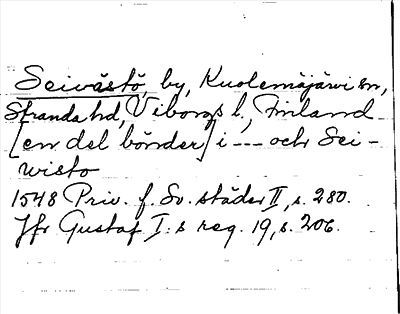 Seivästö, by, Kuolemajärvi sn,
Stranda hd, Viborgs l., Finland
[en del bönder] i --- och Sei-
wisto
1548 Priv. f. Sv. städer II, s. 280.
Jfr Gustaf I:s reg. 19, s. 206.